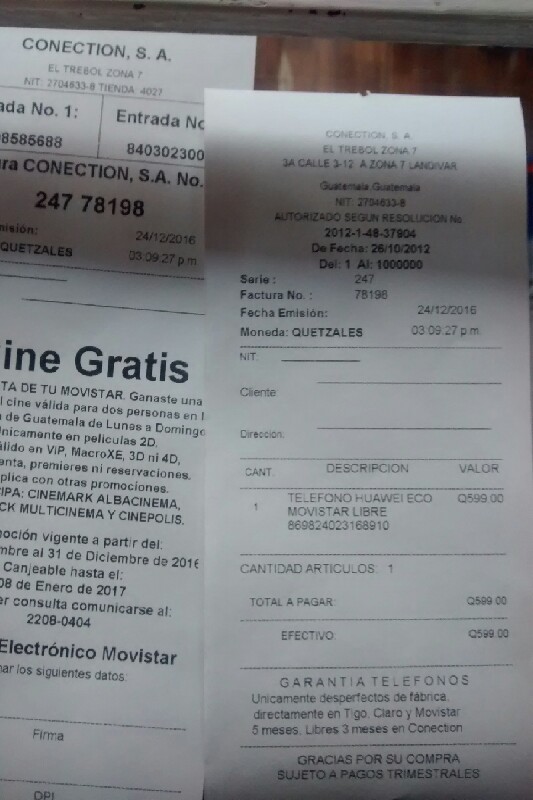 CONECTION, S. A.
EL TREBOL ZONA 7
NIT: 2704633-8 TIENDA: 4027
ada No. 1:
Entrada No
8585688
840302300
ra CONECTION, S.A. No.
247 78198
misión:
24/12/2016
QUETZALES
03:09:27 p.m.
ine Gratis
TA DE TU MOVISTAR. Ganaste una
l cine válida para dos personas en l
de Guatemala de Lunes a Domingo
nicamente en películas 2D,
lido en VIP, MacroXE, 3D ni 4D,
enta, premieres ni reservaciones.
plica con otras promociones.
IPA: CINEMARK ALBACINEMA,
CK MULTICINEMA Y CINEPOLIS.
oción vigente a partir del:
mbre al 31 de Diciembre de 2016
Canjeable hasta el:
08 de Enero de 2017
er consulta comunicarse al:
2208-0404
Electrónico Movistar
nar los siguientes datos:
Firma
DPI
CONECTION, S. A.
EL TREBOL ZONA 7
3A CALLE 3-12 A ZONA 7 LANDIVAR
Guatemala,Guatemala
NIT: 2704633-8
AUTORIZADO SEGUN RESOLUCION No.
2012-1-48-37904
De Fecha: 26/10/2012
Del: 1 Al: 1000000
Serie : 247
Factura No. : 78198
Fecha Emisión: 24/12/2016
Moneda: QUETZALES 03:09:27 p.m.
NIT:
Cliente:
Dirección:
CANT. DESCRIPCION VALOR
1 TELEFONO HUAWEI ECO Q599.00
MOVISTAR LIBRE
869824023168910
CANTIDAD ARTICULOS: 1
TOTAL A PAGAR: Q599.00
EFECTIVO: Q599.00
GARANTIA TELEFONOS
Unicamente desperfectos de fábrica,
directamente en Tigo, Claro y Movistar
5 meses, Libres 3 meses en Conection
GRACIAS POR SU COMPRA
SUJETO A PAGOS TRIMESTRALES